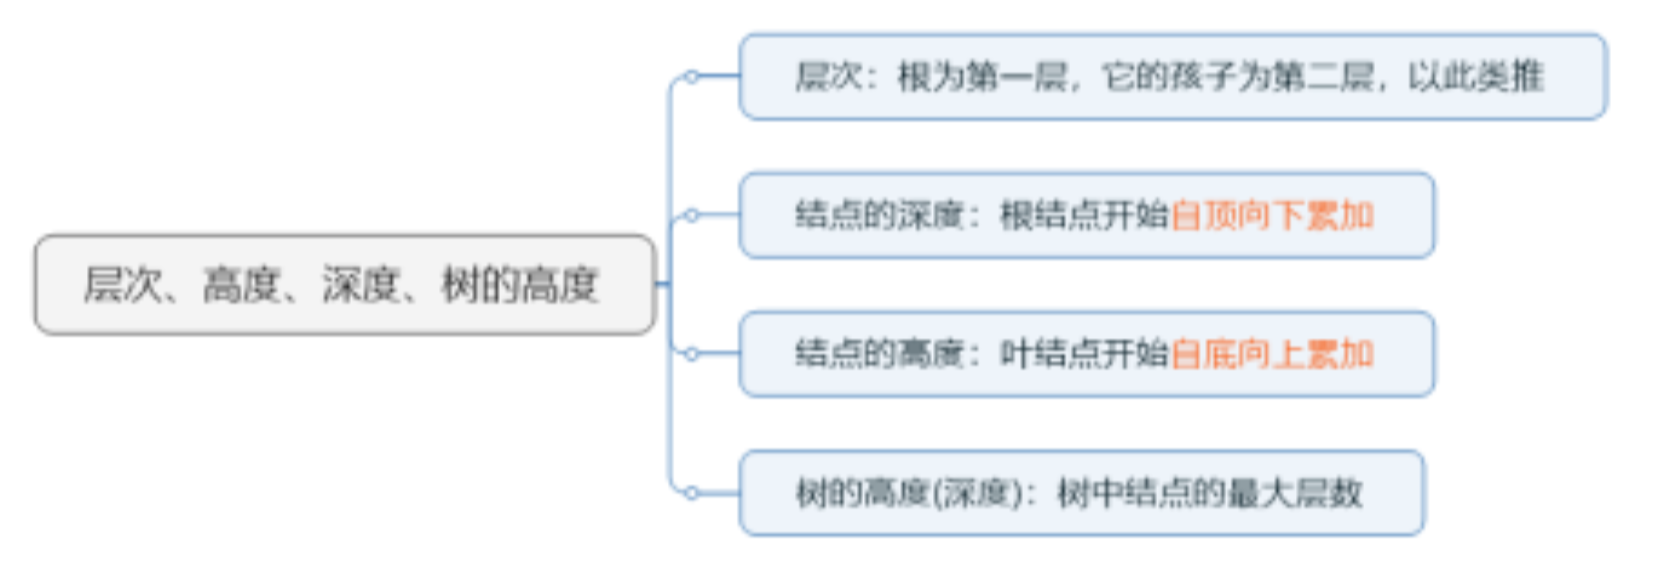 层次、高度、深度、树的高度
层次：根为第一层，它的孩子为第二层，以此类推
结点的深度：根结点开始自顶向下累加
结点的高度：叶结点开始自底向上累加
树的高度(深度)：树中结点的最大层数